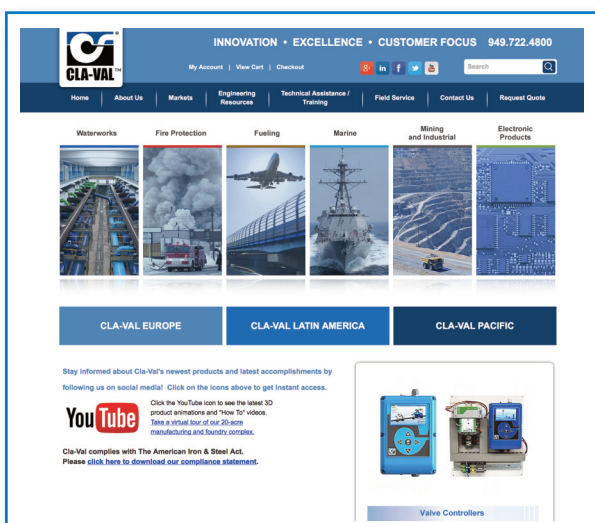 CLA-VAL™
INNOVATION • EXCELLENCE • CUSTOMER FOCUS 949.722.4800
My Account | View Cart | Checkout
Search
Home
About Us
Markets
Engineering
Resources
Technical Assistance /
Training
Field Service
Contact Us
Request Quote
Waterworks
Fire Protection
Fueling
Marine
Mining
and Industrial
Electronic
Products
CLA-VAL EUROPE
CLA-VAL LATIN AMERICA
CLA-VAL PACIFIC
Stay informed about Cla-Val's newest products and latest accomplishments by
following us on social media! Click on the icons above to get instant access.
YouTube
Click the YouTube icon to see the latest 3D
product animations and "How To" videos.
Take a virtual tour of our 20-acre
manufacturing and foundry complex.
Cla-Val complies with The American Iron & Steel Act.
Please click here to download our compliance statement.
Valve Controllers